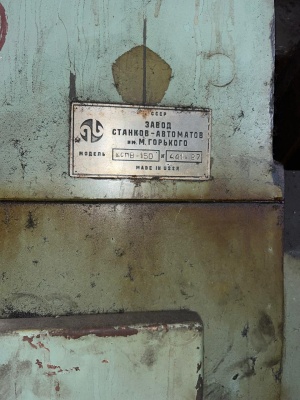 СССР
ЗАВОД
СТАНКОВ-АВТОМАТОВ
им. М. ГОРЬКОГО
МОДЕЛЬ
MADE IN USSR